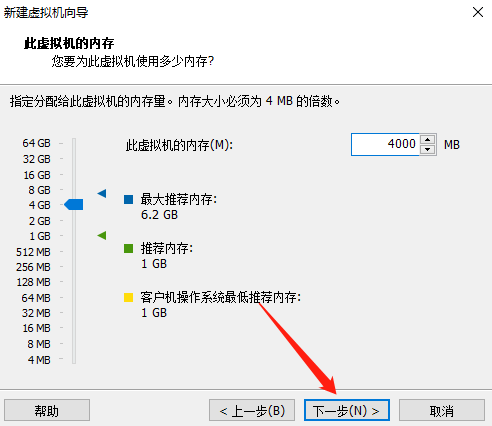 新建虚拟机向导
此虚拟机的内存
您要为此虚拟机使用多少内存?
指定分配给此虚拟机的内存量。内存大小必须为 4 MB 的倍数。
64 GB
32 GB
16 GB
8 GB
4 GB
2 GB
1 GB
512 MB
256 MB
128 MB
64 MB
32 MB
16 MB
8 MB
4 MB
此虚拟机的内存(M):
4000
MB
最大推荐内存:
6.2 GB
推荐内存:
1 GB
客户机操作系统最低推荐内存:
1 GB
帮助
< 上一步(B)
下一步(N) >
取消